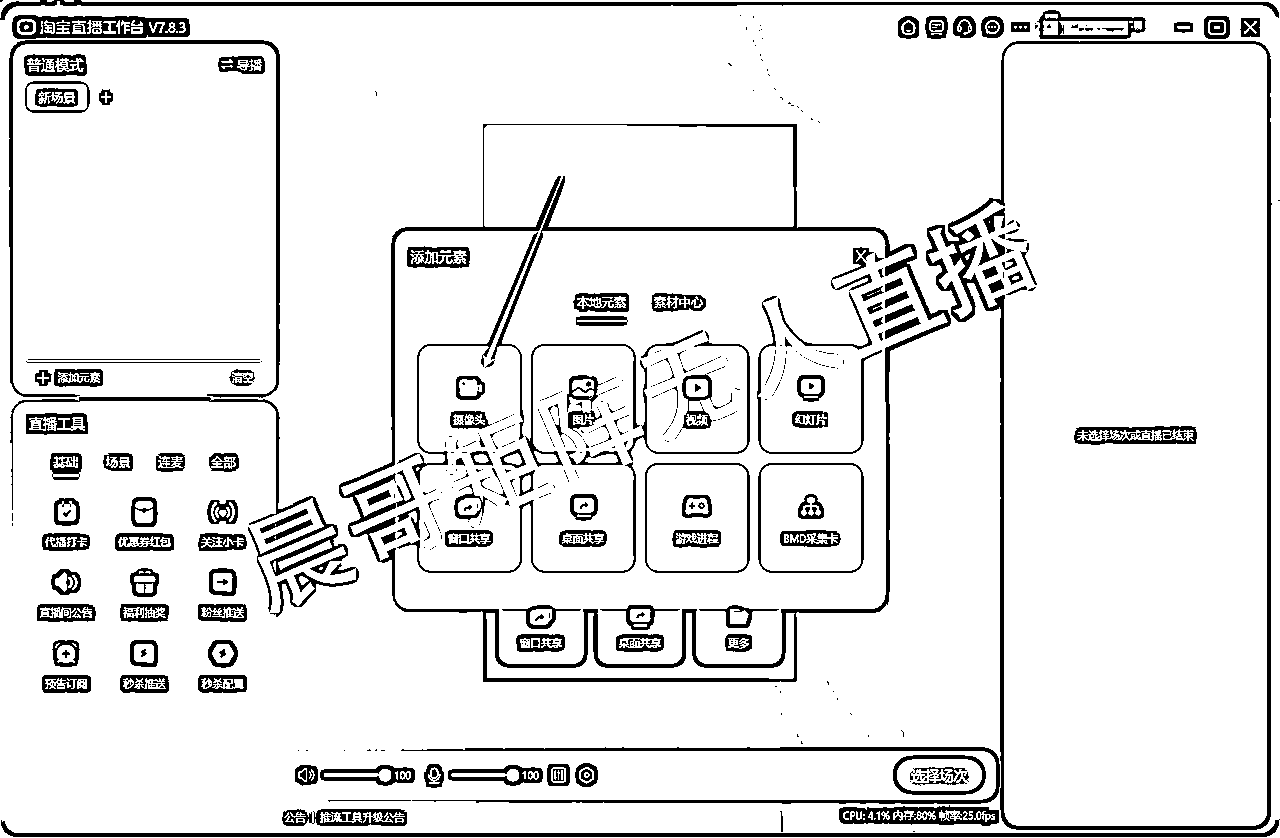 淘宝直播工作台 V7.8.3
普通模式
导播
新场景
添加元素
清空
直播工具
基础 场景 连麦 全部
代播打卡 优惠券红包 关注小卡
直播间公告 福利抽奖 粉丝推送
预告订阅 秒杀推送 秒杀配置
添加元素
本地元素 素材中心
摄像头 图片 视频 幻灯片
窗口共享 桌面共享 游戏进程 BMD采集卡
窗口共享 桌面共享 更多
晨哥矩阵无人直播
未选择场次或直播已结束
100 100
选择场次
公告 推流工具升级公告
CPU: 4.1% 内存:80% 帧率:25.0fps